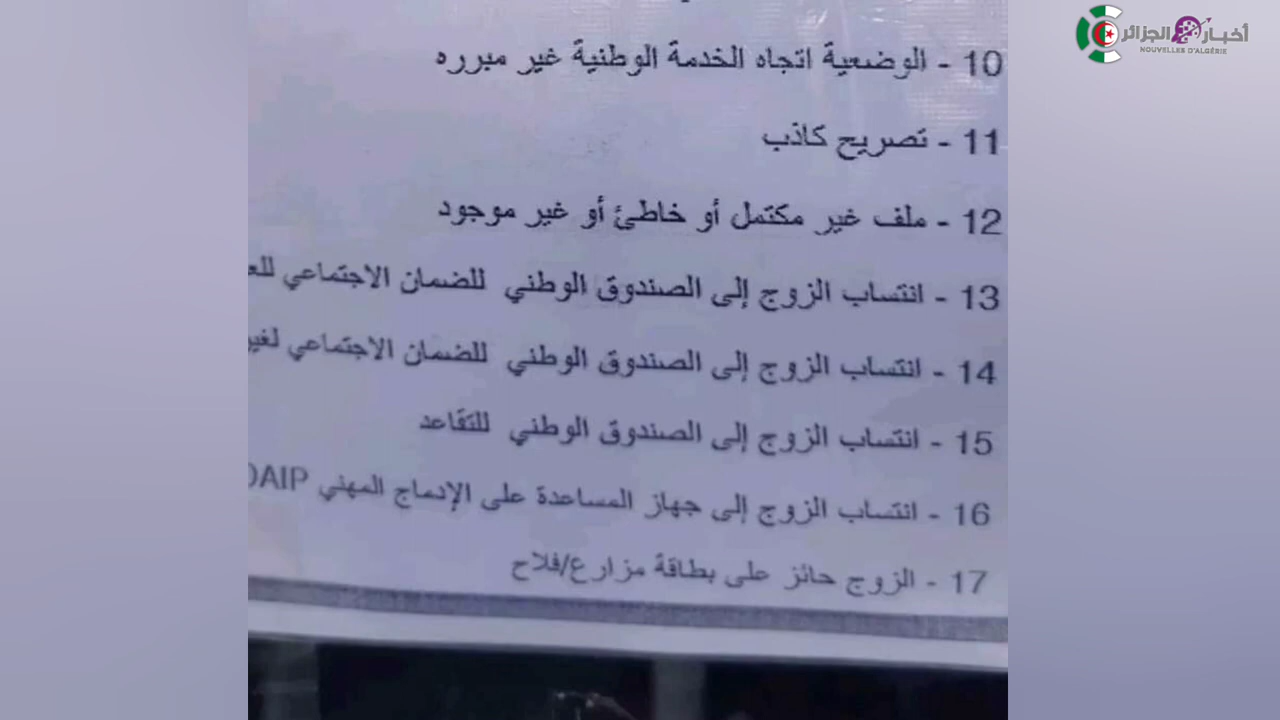 أخبار الجزائر
NOUVELLES D'ALGÉRIE
10 - الوضعية اتجاه الخدمة الوطنية غير مبرره
11 - تصريح كاذب
12 - ملف غير مكتمل أو خاطئ أو غير موجود
13 - انتساب الزوج إلى الصندوق الوطني للضمان الاجتماعي
14 - انتساب الزوج إلى الصندوق الوطني للضمان الاجتماعي لغير
15 - انتساب الزوج إلى الصندوق الوطني للتقاعد
16 - انتساب الزوج إلى جهاز المساعدة على الإدماج المهني DAIP
17 - الزوج حائز على بطاقة مزارع/فلاح